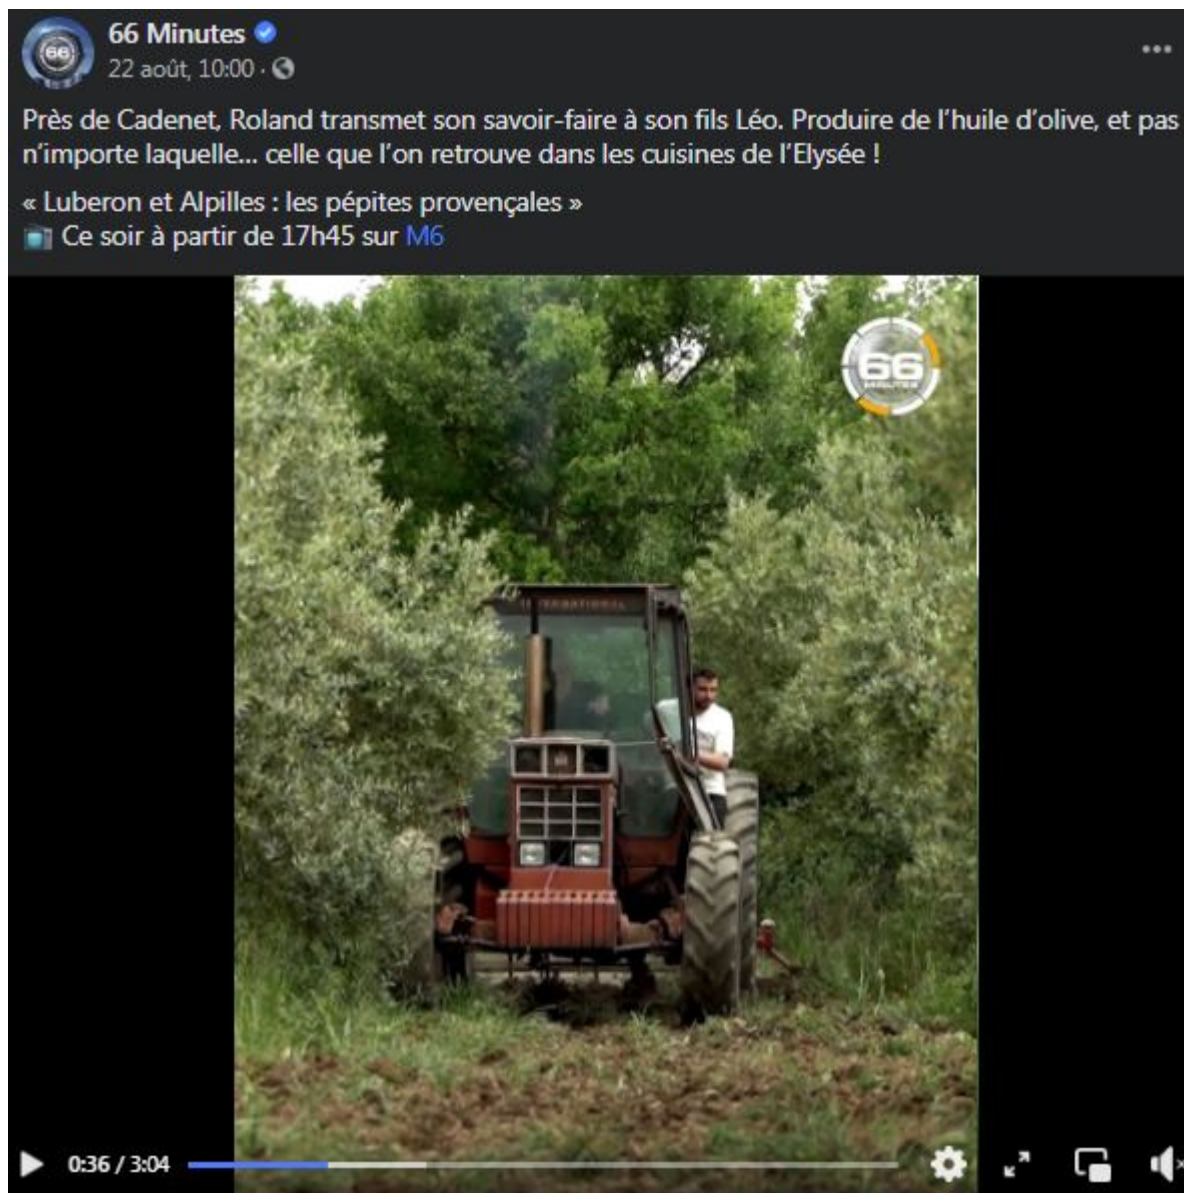 66 Minutes
22 août, 10:00 ·
Près de Cadenet, Roland transmet son savoir-faire à son fils Léo. Produire de l'huile d'olive, et pas
n'importe laquelle... celle que l'on retrouve dans les cuisines de l'Elysée !
« Luberon et Alpilles : les pépites provençales »
Ce soir à partir de 17h45 sur M6
66
MINUTES
INTERNATIONAL
0:36 / 3:04